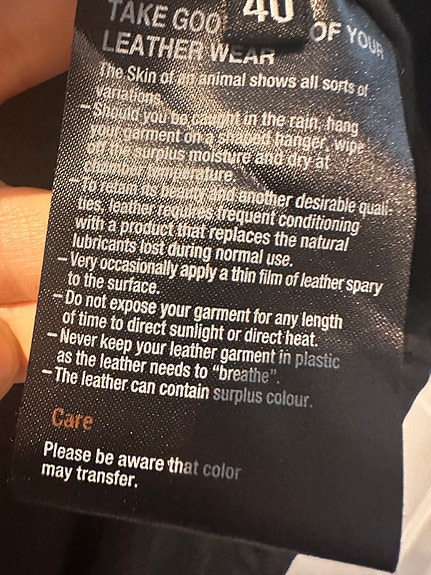 40
TAKE GOO OF YOUR
LEATHER WEAR
The Skin of an animal shows all sorts of
variations.
–Should you be caught in the rain, hang
your garment on a shaped hanger, wipe
off the surplus moisture and dry at
temperature.
–To retain its beauty and another desirable quali-
ties, leather requires frequent conditioning
with a product that replaces the natural
lubricants lost during normal use.
–Very occasionally apply a thin film of leather spary
to the surface.
–Do not expose your garment for any length
of time to direct sunlight or direct heat.
–Never keep your leather garment in plastic
as the leather needs to "breathe".
–The leather can contain surplus colour.
Care
Please be aware that color
may transfer.